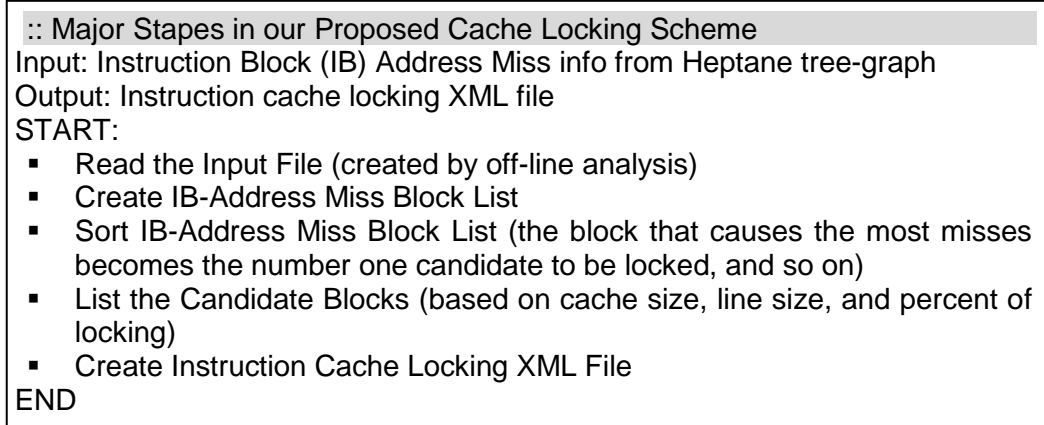 :: Major Stapes in our Proposed Cache Locking Scheme
Input: Instruction Block (IB) Address Miss info from Heptane tree-graph
Output: Instruction cache locking XML file
START:
▪ Read the Input File (created by off-line analysis)
▪ Create IB-Address Miss Block List
▪ Sort IB-Address Miss Block List (the block that causes the most misses
becomes the number one candidate to be locked, and so on)
▪ List the Candidate Blocks (based on cache size, line size, and percent of
locking)
▪ Create Instruction Cache Locking XML File
END